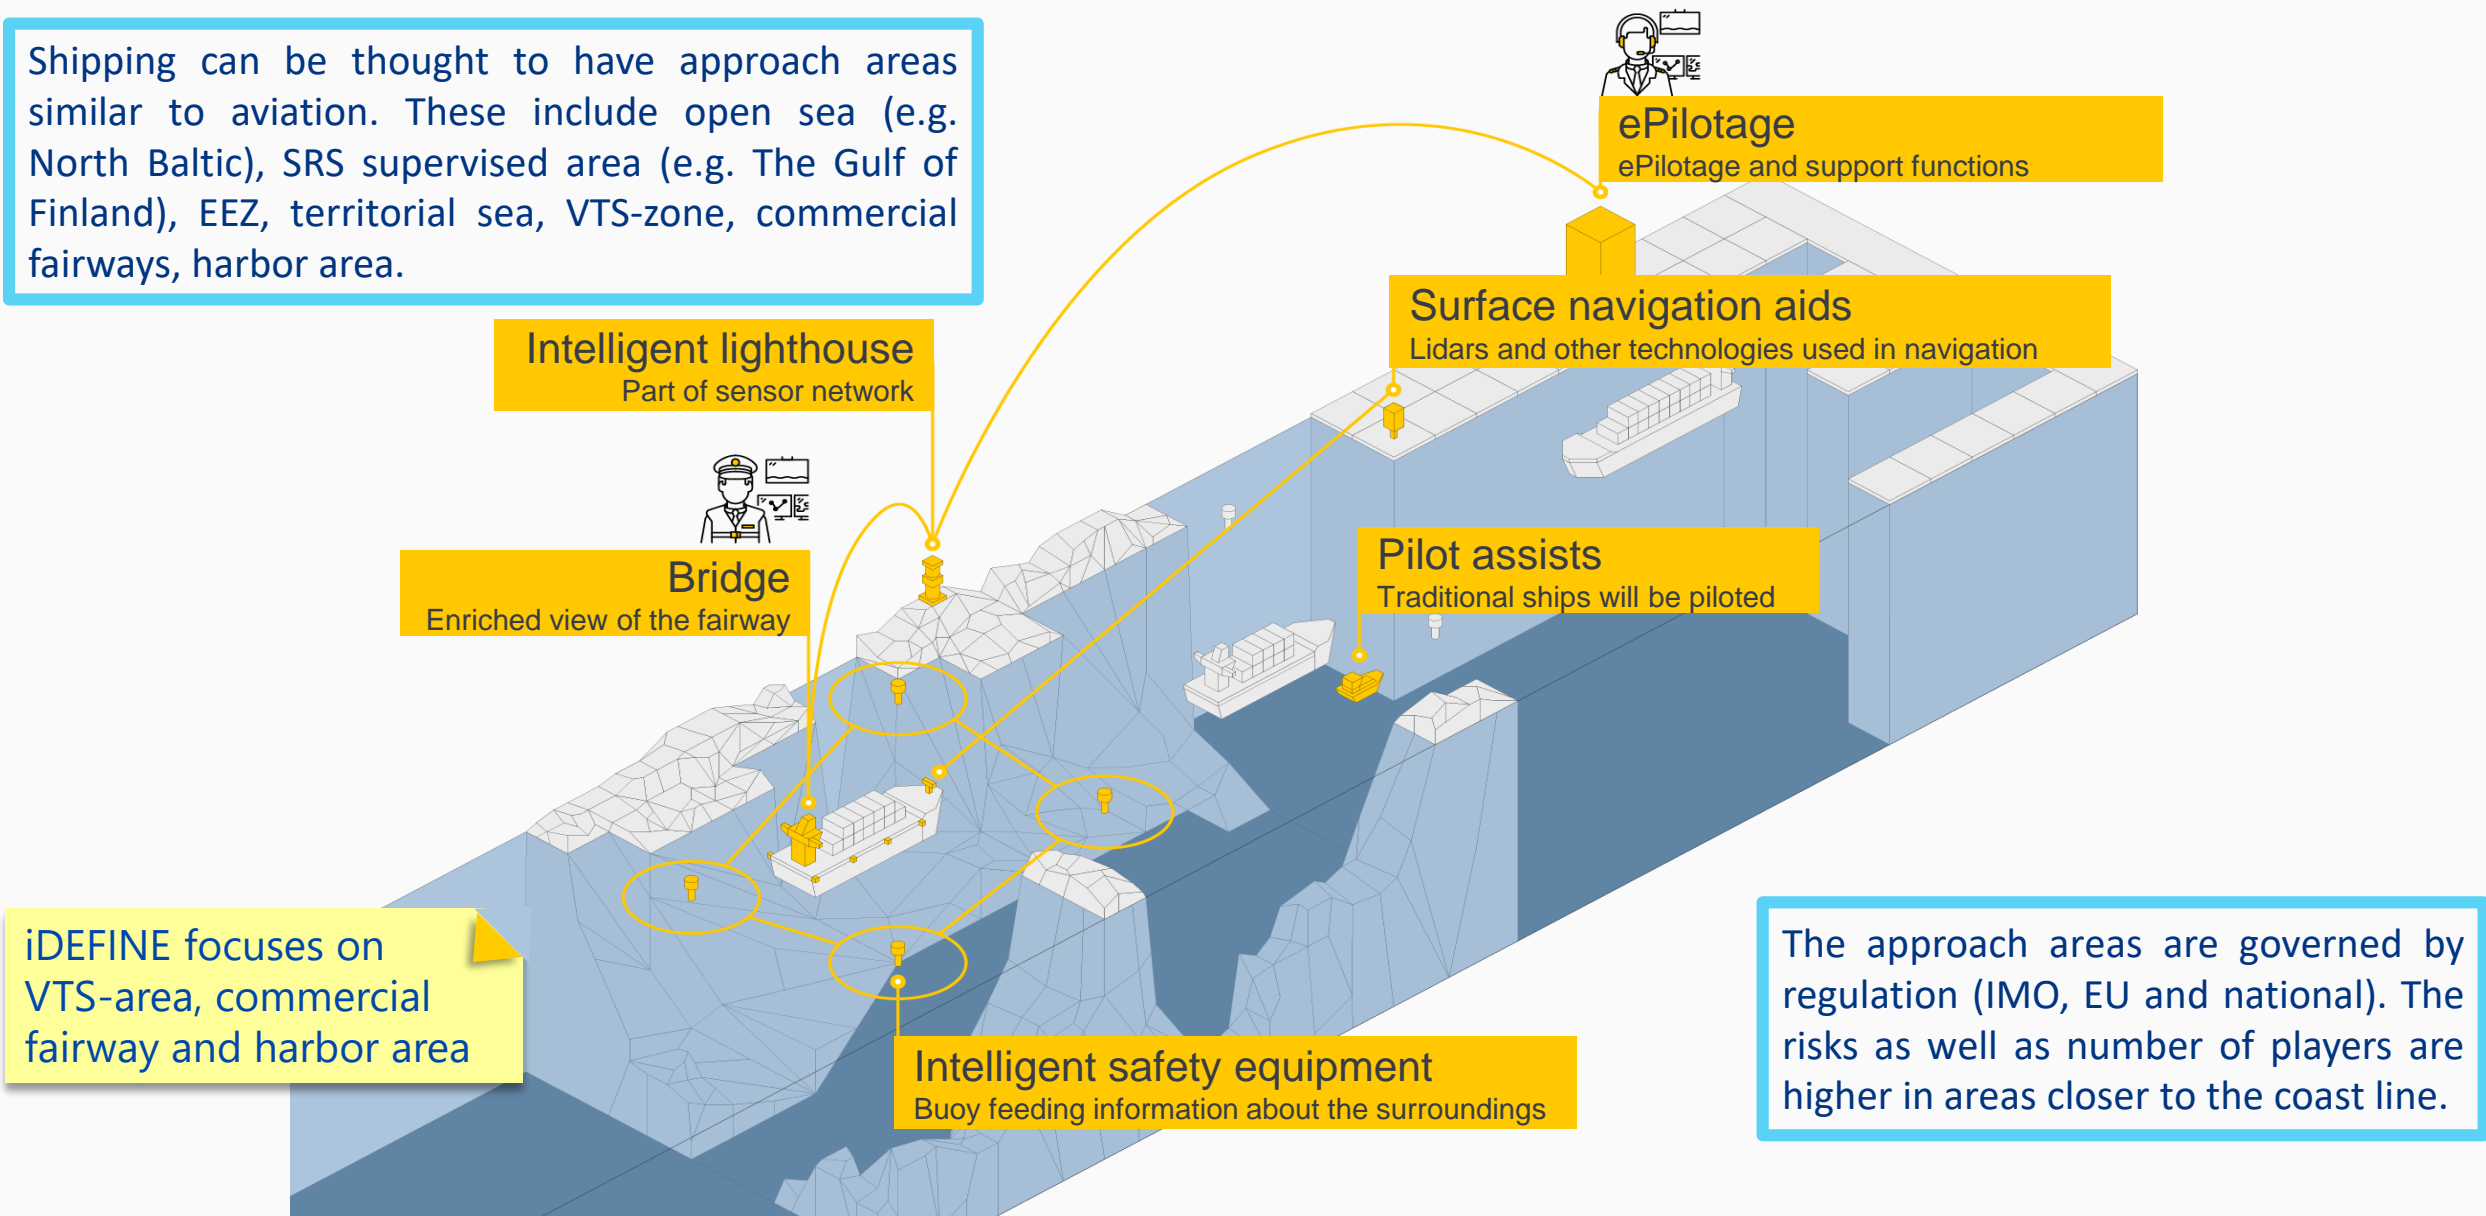 Shipping can be thought to have approach areas
similar to aviation. These include open sea (e.g.
North Baltic), SRS supervised area (e.g. The Gulf of
Finland), EEZ, territorial sea, VTS-zone, commercial
fairways, harbor area.
ePilotage
ePilotage and support functions
Surface navigation aids
Lidars and other technologies used in navigation
Intelligent lighthouse
Part of sensor network
Bridge
Enriched view of the fairway
Pilot assists
Traditional ships will be piloted
iDEFINE focuses on
VTS-area, commercial
fairway and harbor area
Intelligent safety equipment
Buoy feeding information about the surroundings
The approach areas are governed by
regulation (IMO, EU and national). The
risks as well as number of players are
higher in areas closer to the coast line.